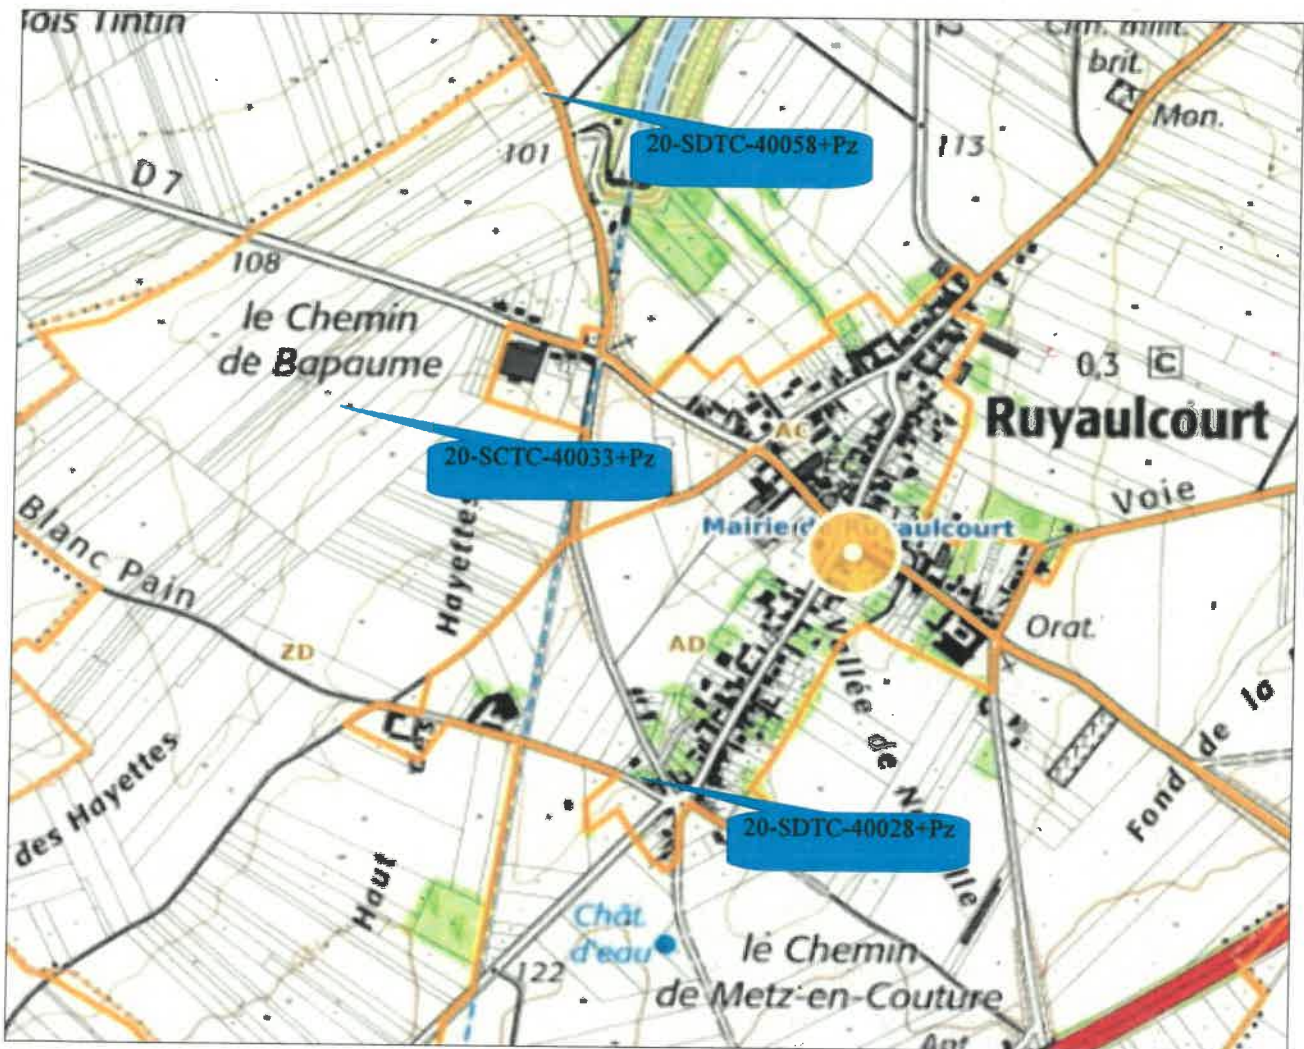 Bois Tintin
Cim. milit.
brit.
Mon.
20-SDTC-40058+Pz
101
113
D 7
108
le Chemin
de Bapaume
0,3 C
Ruyaulcourt
AC
20-SCTC-40033+Pz
Voie
Hayettes
Mairie de Ruyaulcourt
Blanc Pain
Orat.
ZD
AD
Vallée de Neuville
Fond de la
des Hayettes
Haut
20-SDTC-40028+Pz
Chât.
d'eau
122
le Chemin
de Metz-en-Couture